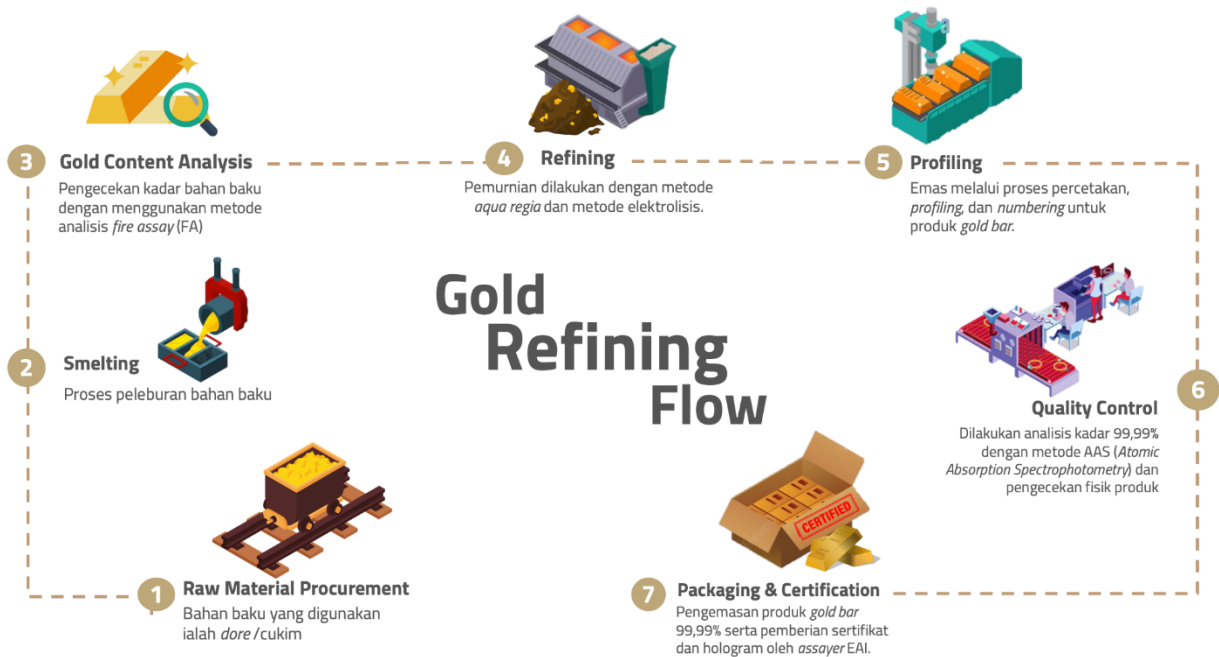 Gold
Refining
Flow
1
Raw Material Procurement
Bahan baku yang digunakan
ialah dore /cukim
2
Smelting
Proses peleburan bahan baku
3
Gold Content Analysis
Pengecekan kadar bahan baku
dengan menggunakan metode
analisis fire assay (FA)
4
Refining
Pemurnian dilakukan dengan metode
aqua regia dan metode elektrolisis.
5
Profiling
Emas melalui proses percetakan,
profiling, dan numbering untuk
produk gold bar.
6
Quality Control
Dilakukan analisis kadar 99,99%
dengan metode AAS (Atomic
Absorption Spectrophotometry) dan
pengecekan fisik produk
7
Packaging & Certification
Pengemasan produk gold bar
99,99% serta pemberian sertifikat
dan hologram oleh assayer EAI.
CERTIFIED